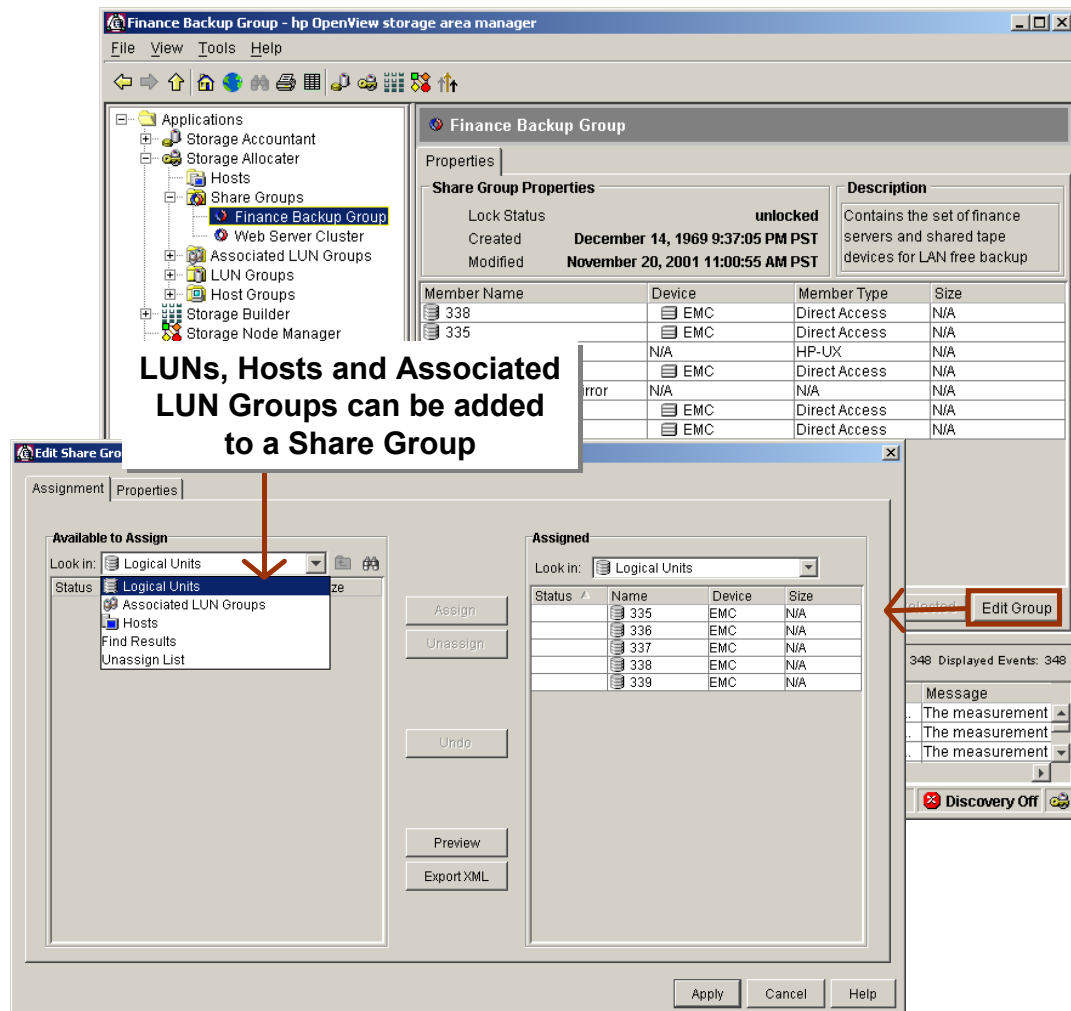 Finance Backup Group - hp OpenView storage area manager
File View Tools Help
Applications
Storage Accountant
Storage Allocater
Hosts
Share Groups
Finance Backup Group
Web Server Cluster
Associated LUN Groups
LUN Groups
Host Groups
Storage Builder
Storage Node Manager
Finance Backup Group
Properties
Share Group Properties
Lock Status unlocked
Created December 14, 1969 9:37:05 PM PST
Modified November 20, 2001 11:00:55 AM PST
Description
Contains the set of finance
servers and shared tape
devices for LAN free backup
Member Name Device Member Type Size
338 EMC Direct Access N/A
335 EMC Direct Access N/A
N/A HP-UX N/A
EMC Direct Access N/A
irror N/A N/A N/A
EMC Direct Access N/A
EMC Direct Access N/A
LUNs, Hosts and Associated
LUN Groups can be added
to a Share Group
Edit Group
348 Displayed Events: 348
Message
.. The measurement
.. The measurement
.. The measurement
Discovery Off
Edit Share Gro
Assignment Properties
Available to Assign
Look in: Logical Units
Status ze
Logical Units
Associated LUN Groups
Hosts
Find Results
Unassign List
Assign
Unassign
Undo
Preview
Export XML
Assigned
Look in: Logical Units
Status Name Device Size
335 EMC N/A
336 EMC N/A
337 EMC N/A
338 EMC N/A
339 EMC N/A
Apply Cancel Help